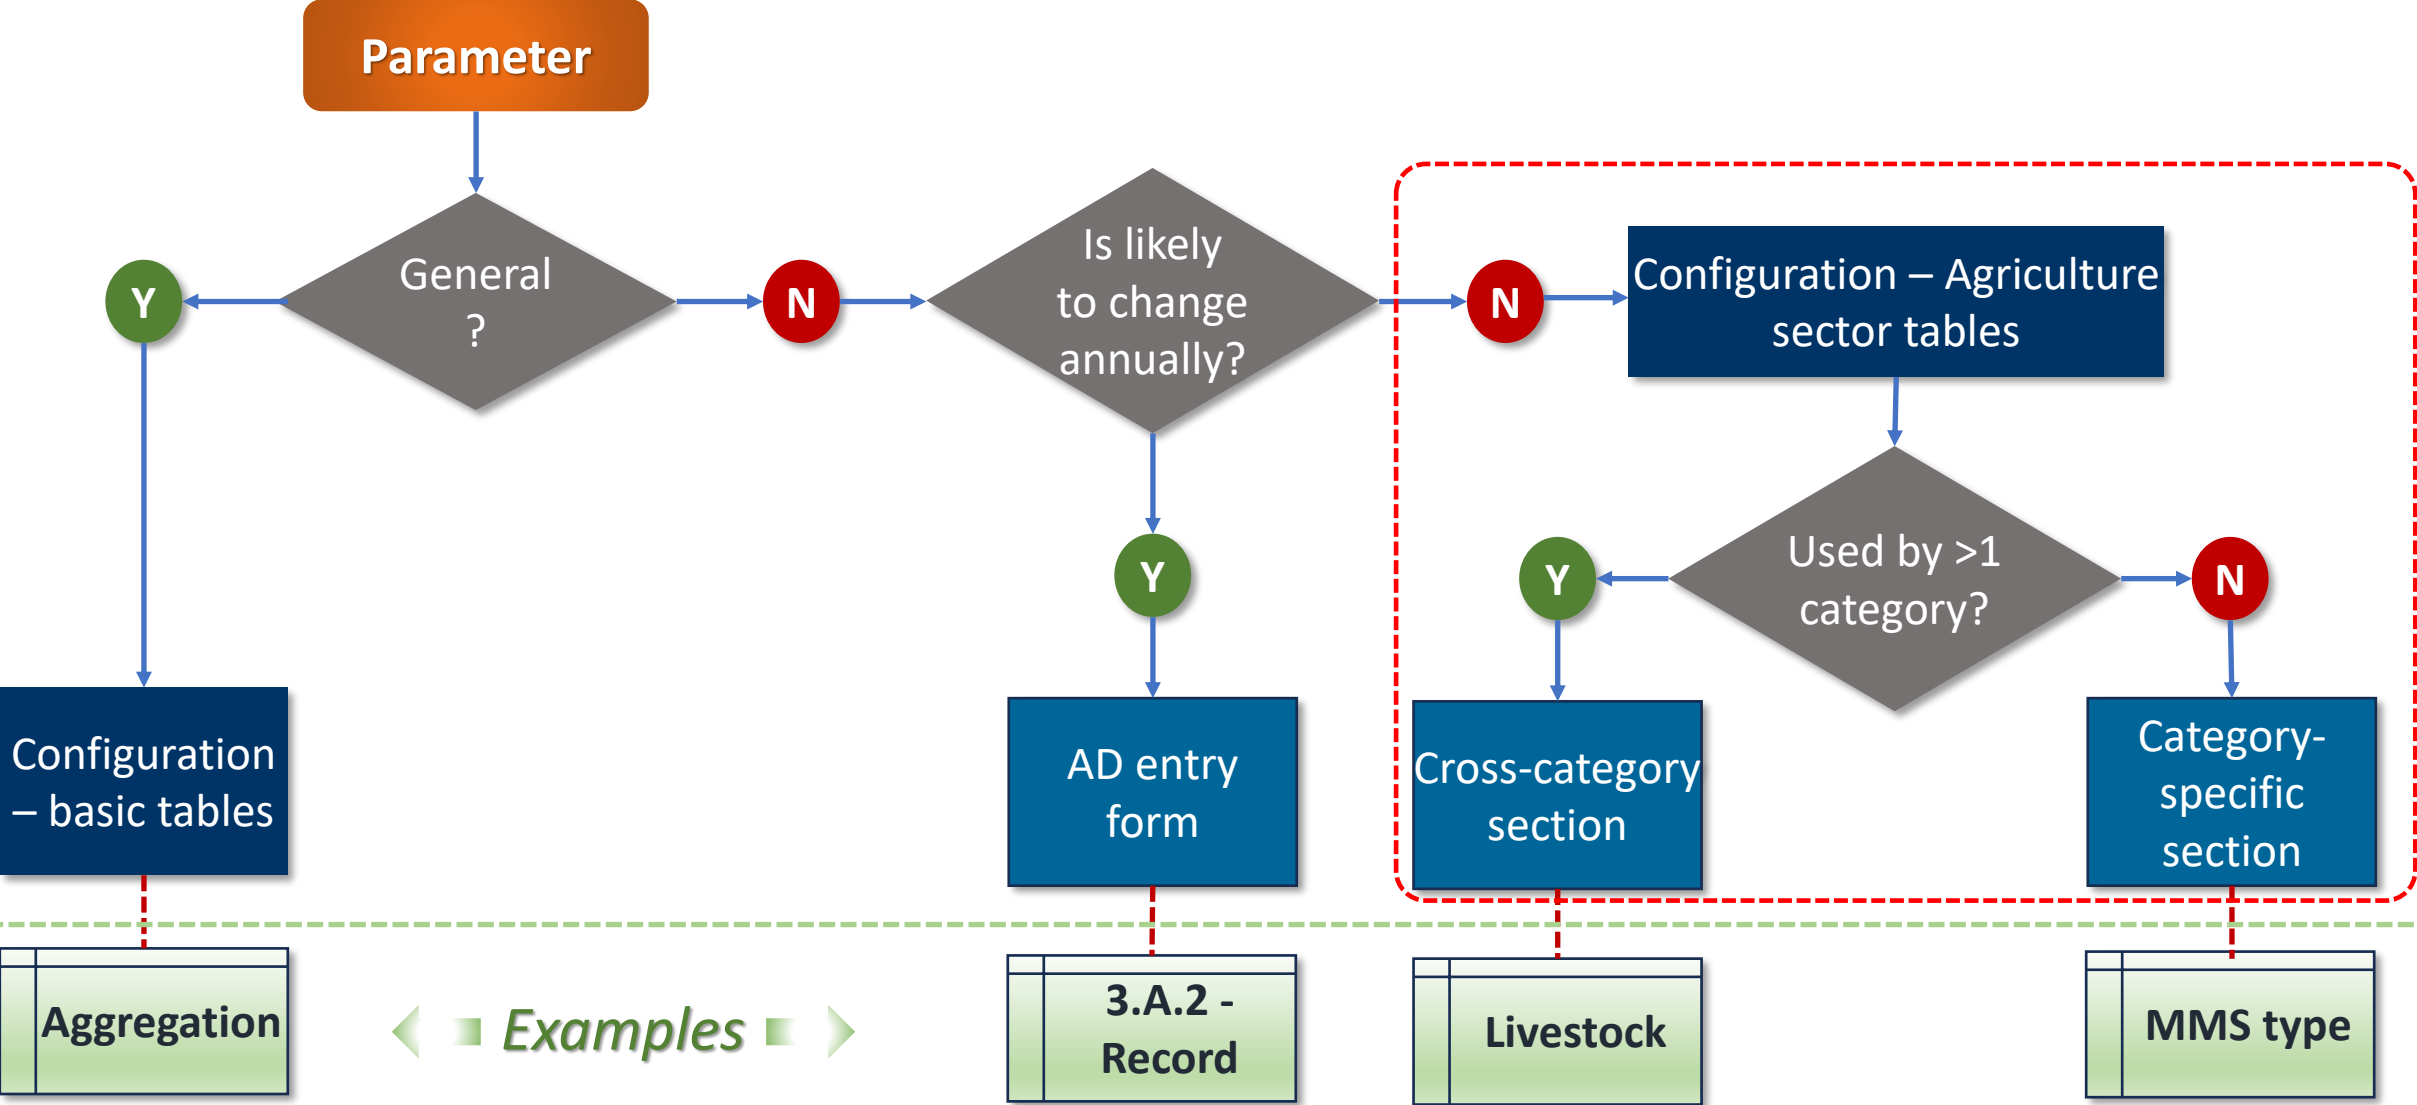 Parameter
General
?
Y
N
Is likely
to change
annually?
N
Configuration – Agriculture
sector tables
Y
Used by >1
category?
Y
N
Configuration
– basic tables
AD entry
form
Cross-category
section
Category-
specific
section
Aggregation
Examples
3.A.2 -
Record
Livestock
MMS type